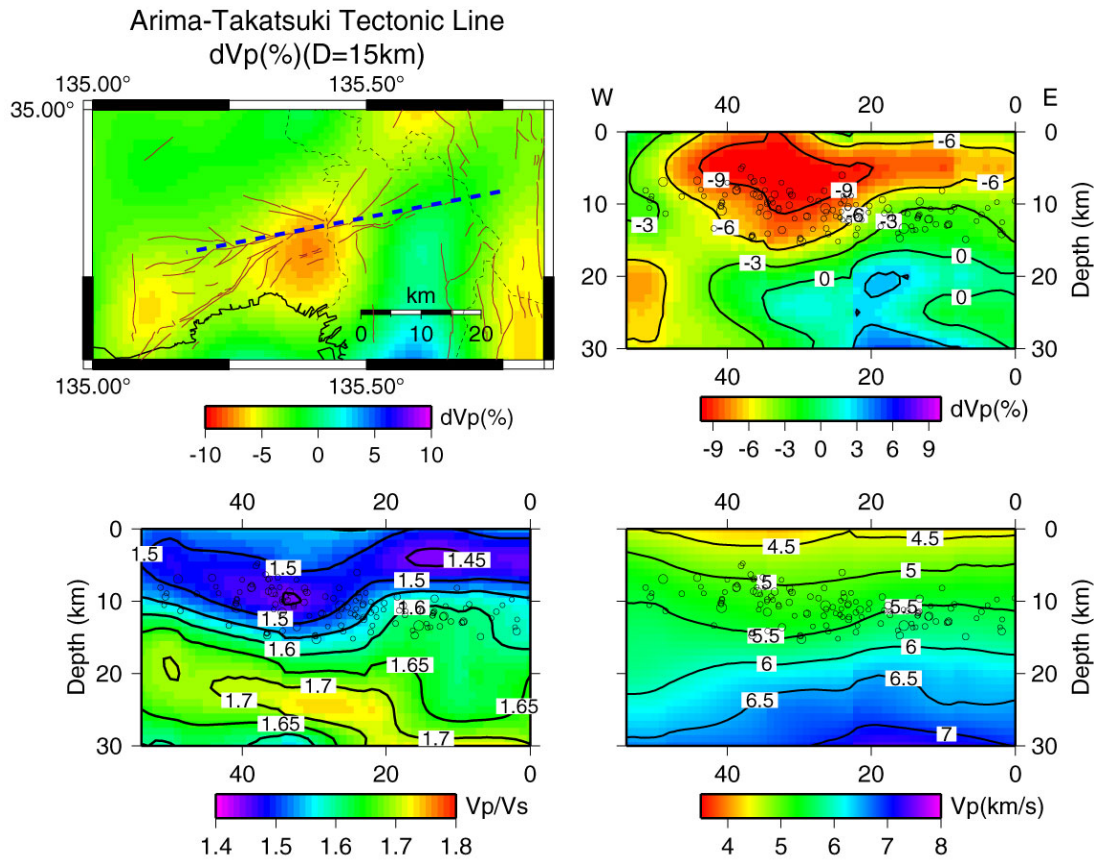 Arima-Takatsuki Tectonic Line
dVp(%)(D=15km)
135.00° 135.50°
35.00°
km
0 10 20
135.00° 135.50°
dVp(%)
-10 -5 0 5 10
W E
40 20 0
0
10
20
30
Depth (km)
-6
-9
-9
-6
-6
-6
-3
-3
-3
0
0
0
40 20 0
dVp(%)
-9 -6 -3 0 3 6 9
40 20 0
0
10
20
30
Depth (km)
1.5
1.5
1.45
1.5
1.6
1.5
1.6
1.65
1.7
1.7
1.65
1.65
1.7
40 20 0
Vp/Vs
1.4 1.5 1.6 1.7 1.8
40 20 0
0
10
20
30
Depth (km)
4.5
4.5
5
5
5.5
5.5
6
6
6.5
6.5
7
40 20 0
Vp(km/s)
4 5 6 7 8